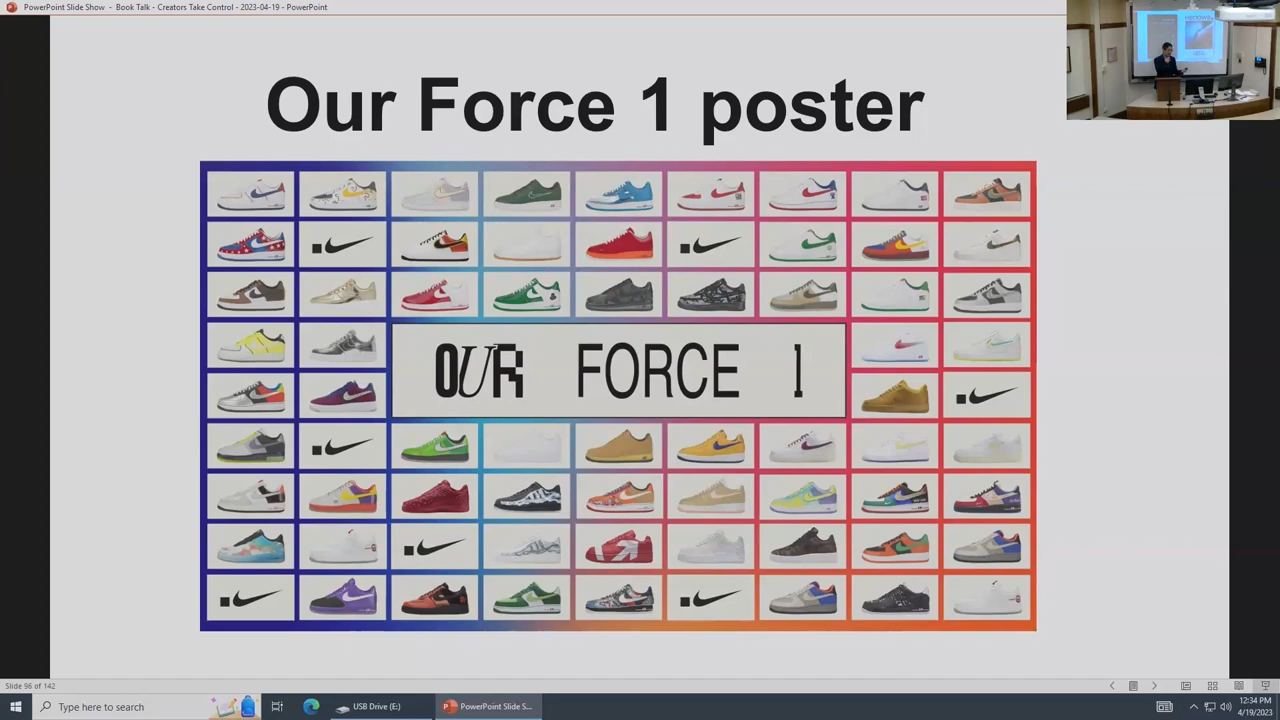 PowerPoint Slide Show - Book Talk - Creators Take Control - 2023-04-19 - PowerPoint
Our Force 1 poster
OUR FORCE 1
Slide 96 of 142
Type here to search
USB Drive (E:)
PowerPoint Slide S...
12:34 PM
4/19/2023